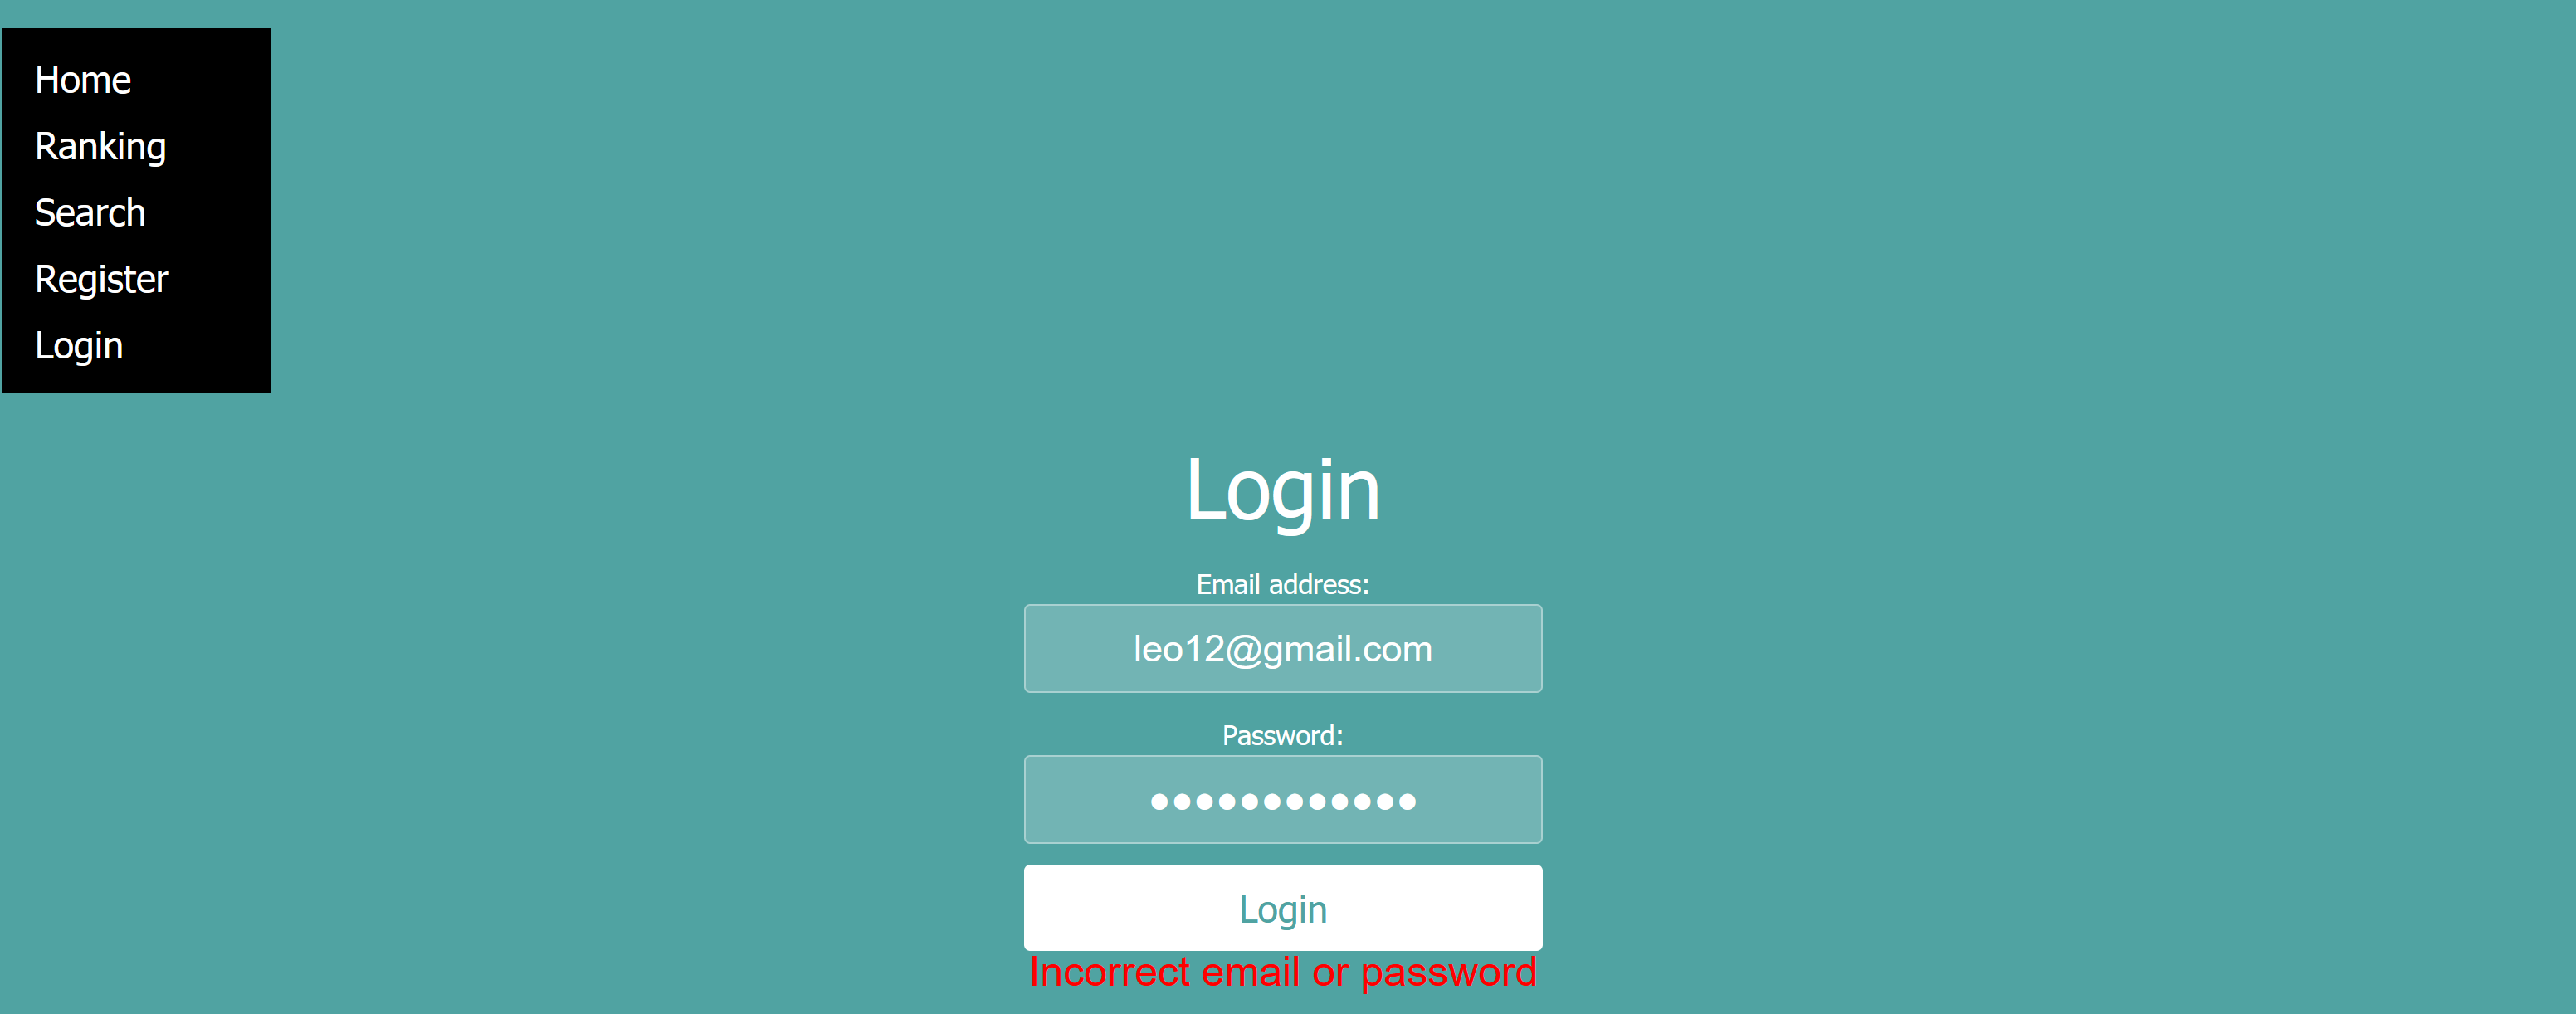 Home
Ranking
Search
Register
Login
Login
Email address:
leo12@gmail.com
Password:
••••••••••••
Login
Incorrect email or password